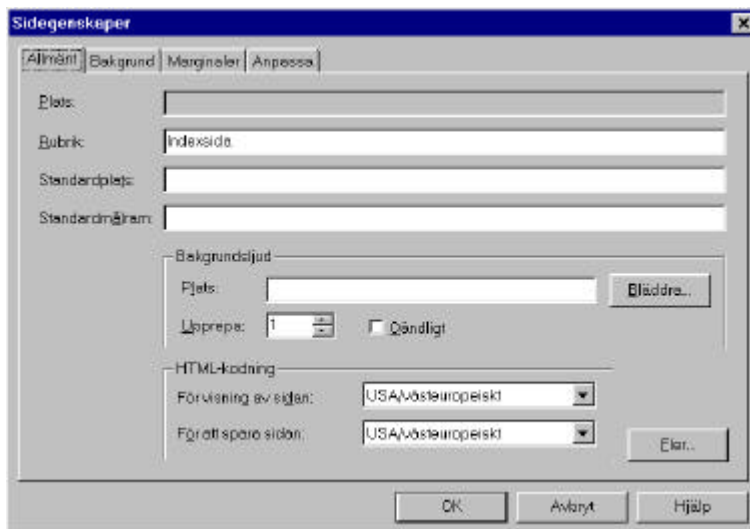 Sidegenskaper
Allmänt Bakgrund Marginaler Anpassa
Plats:
Rubrik: Indexsida
Standardplats:
Standardmålram:
Bakgrundsljud
Plats: Bläddra...
Upprepa: 1 Oändligt
HTML-kodning
För visning av sidan: USA/västeuropeiskt
För att spara sidan: USA/västeuropeiskt
Fler...
OK Avbryt Hjälp